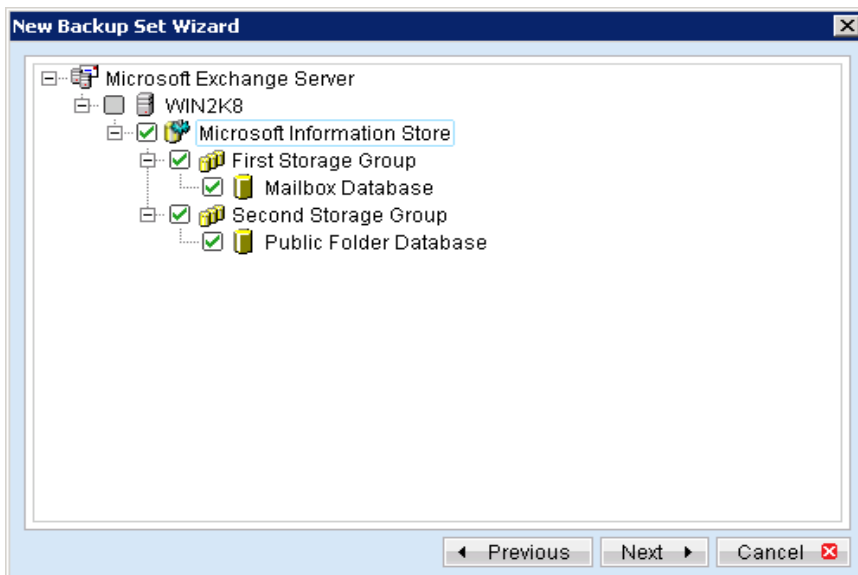 New Backup Set Wizard
Microsoft Exchange Server
WIN2K8
Microsoft Information Store
First Storage Group
Mailbox Database
Second Storage Group
Public Folder Database
Previous Next Cancel